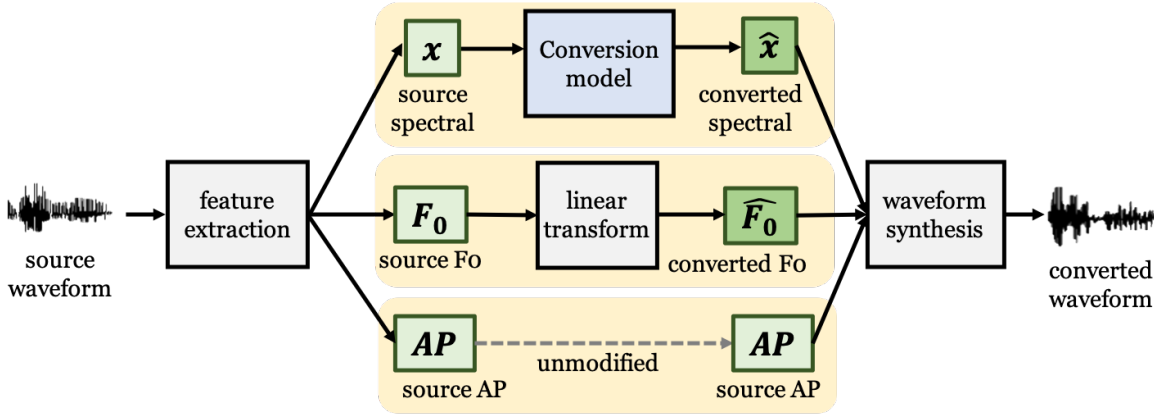 x
source
spectral
Conversion
model
x̂
converted
spectral
source
waveform
feature
extraction
F₀
source F0
linear
transform
F̂₀
converted F0
waveform
synthesis
converted
waveform
AP
source AP
unmodified
AP
source AP